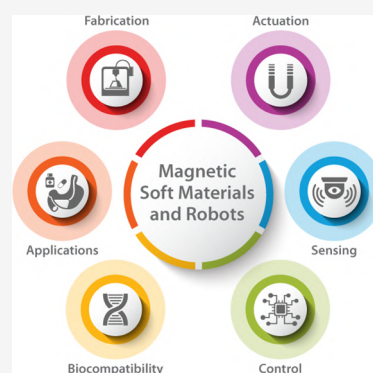 Fabrication
Actuation
Magnetic
Soft Materials
and Robots
Applications
Sensing
Biocompatibility
Control